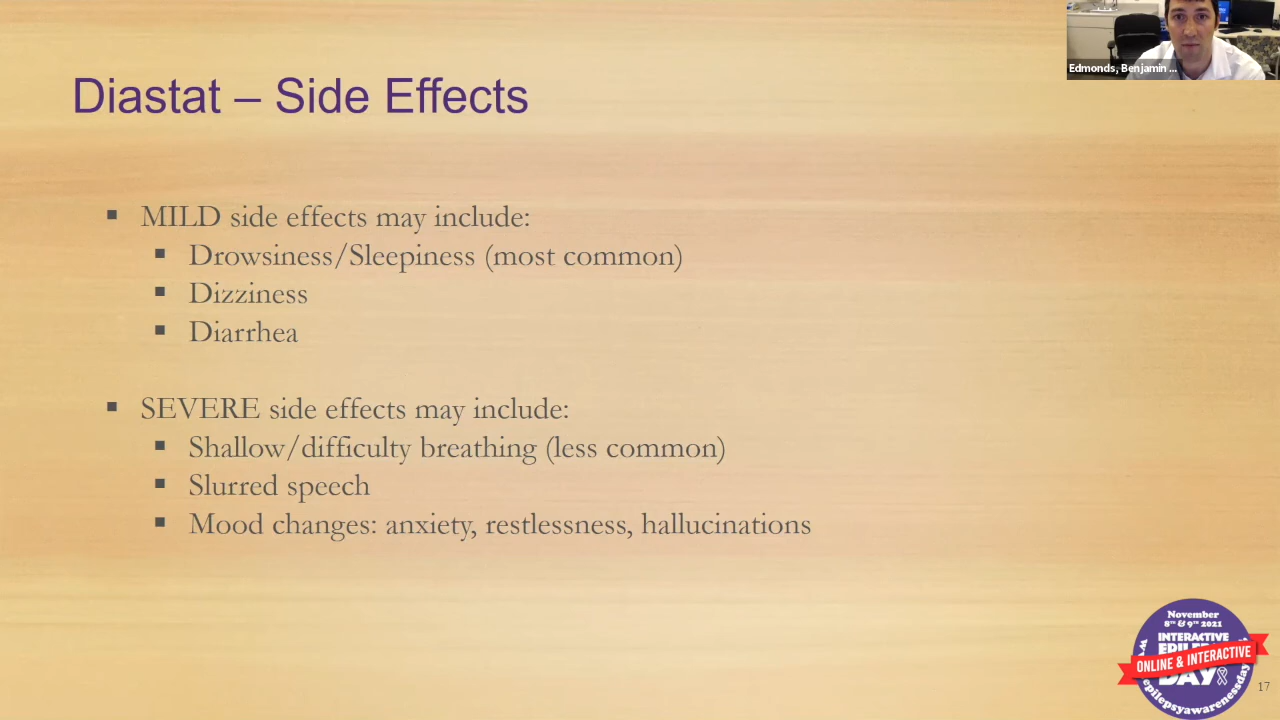 Edmonds, Benjamin ...
Diastat – Side Effects
▪ MILD side effects may include:
▪ Drowsiness/Sleepiness (most common)
▪ Dizziness
▪ Diarrhea
▪ SEVERE side effects may include:
▪ Shallow/difficulty breathing (less common)
▪ Slurred speech
▪ Mood changes: anxiety, restlessness, hallucinations
November
8TH & 9TH 2021
INTERACTIVE
ONLINE & INTERACTIVE
DAY
epilepsyawarenessday
17